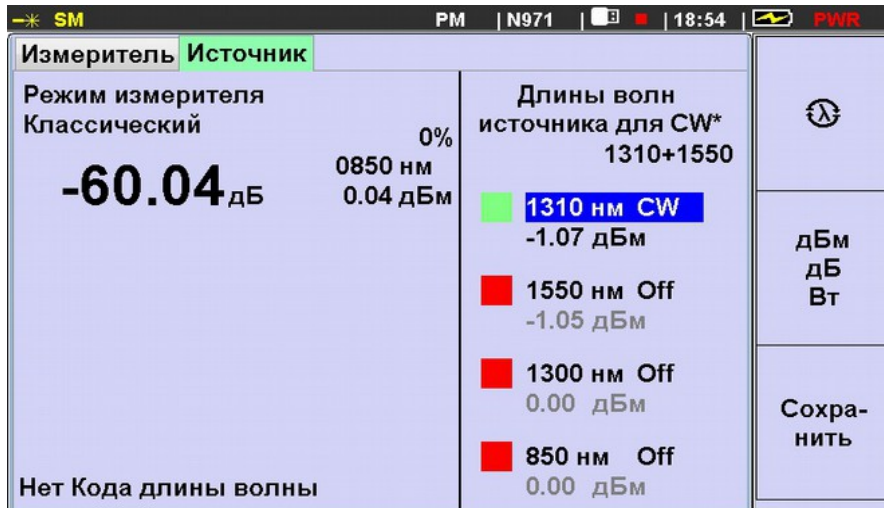 SM PM | N971 | 18:54 | PWR
Измеритель Источник
Режим измерителя
Классический
0%
0850 нм
-60.04 дБ
0.04 дБм
Нет Кода длины волны
Длины волн
источника для CW*
1310+1550
1310 нм CW
-1.07 дБм
1550 нм Off
-1.05 дБм
1300 нм Off
0.00 дБм
850 нм Off
0.00 дБм
λ
дБм
дБ
Вт
Сохра-
нить